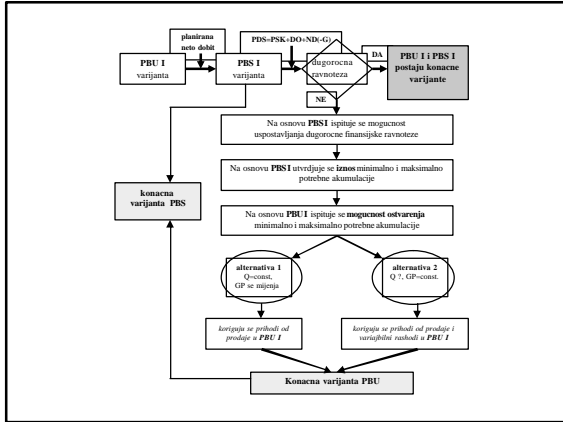 planirana
neto dobit
PDS=PSK+DO+ND(-G)
PBU I
varijanta
PBS I
varijanta
dugorocna
ravnoteza
DA
PBU I i PBS I
postaju konacne
varijante
NE
Na osnovu PBSI ispituje se mogucnost
uspostavljanja dugorocne finansijske ravnoteze
Na osnovu PBSI utvrdjuje se iznos minimalno i maksimalno
potrebne akumulacije
konacna
varijanta PBS
Na osnovu PBUI ispituje se mogucnost ostvarenja
minimalno i maksimalno potrebne akumulacije
alternativa 1
Q=const,
GP se mijenja
alternativa 2
Q ?, GP=const.
koriguju se prihodi od
prodaje u PBU I
koriguju se prihodi od prodaje i
variajbilni rashodi u PBU I
Konacna varijanta PBU